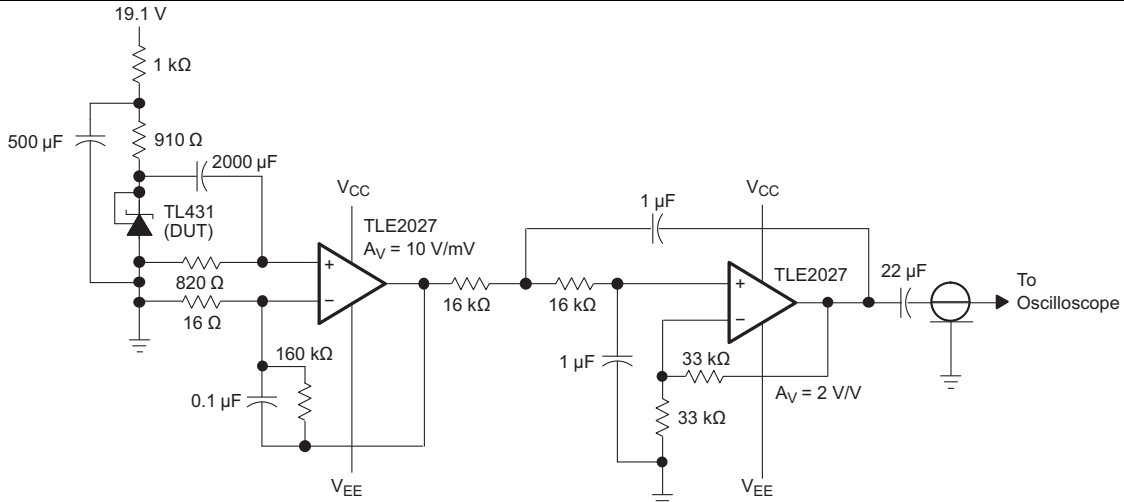 19.1 V
1 kΩ
500 µF
910 Ω
2000 µF
TL431
(DUT)
820 Ω
16 Ω
VCC
TLE2027
AV = 10 V/mV
+
−
160 kΩ
0.1 µF
VEE
16 kΩ
16 kΩ
1 µF
1 µF
VCC
TLE2027
+
−
33 kΩ
33 kΩ
AV = 2 V/V
VEE
22 µF
To
Oscilloscope